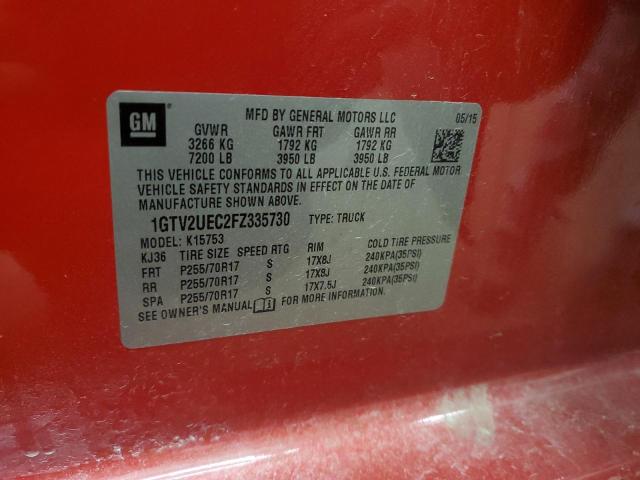 GM
MFD BY GENERAL MOTORS LLC 05/15
GVWR GAWR FRT GAWR RR
3266 KG 1792 KG 1792 KG
7200 LB 3950 LB 3950 LB
THIS VEHICLE CONFORMS TO ALL APPLICABLE U.S. FEDERAL MOTOR
VEHICLE SAFETY STANDARDS IN EFFECT ON THE DATE OF
MANUFACTURE SHOWN ABOVE.
1GTV2UEC2FZ335730 TYPE: TRUCK
MODEL: K15753
KJ36 TIRE SIZE SPEED RTG RIM COLD TIRE PRESSURE
FRT P255/70R17 S 17X8J 240KPA(35PSI)
RR P255/70R17 S 17X8J 240KPA(35PSI)
SPA P255/70R17 S 17X7.5J 240KPA(35PSI)
SEE OWNER'S MANUAL i FOR MORE INFORMATION.